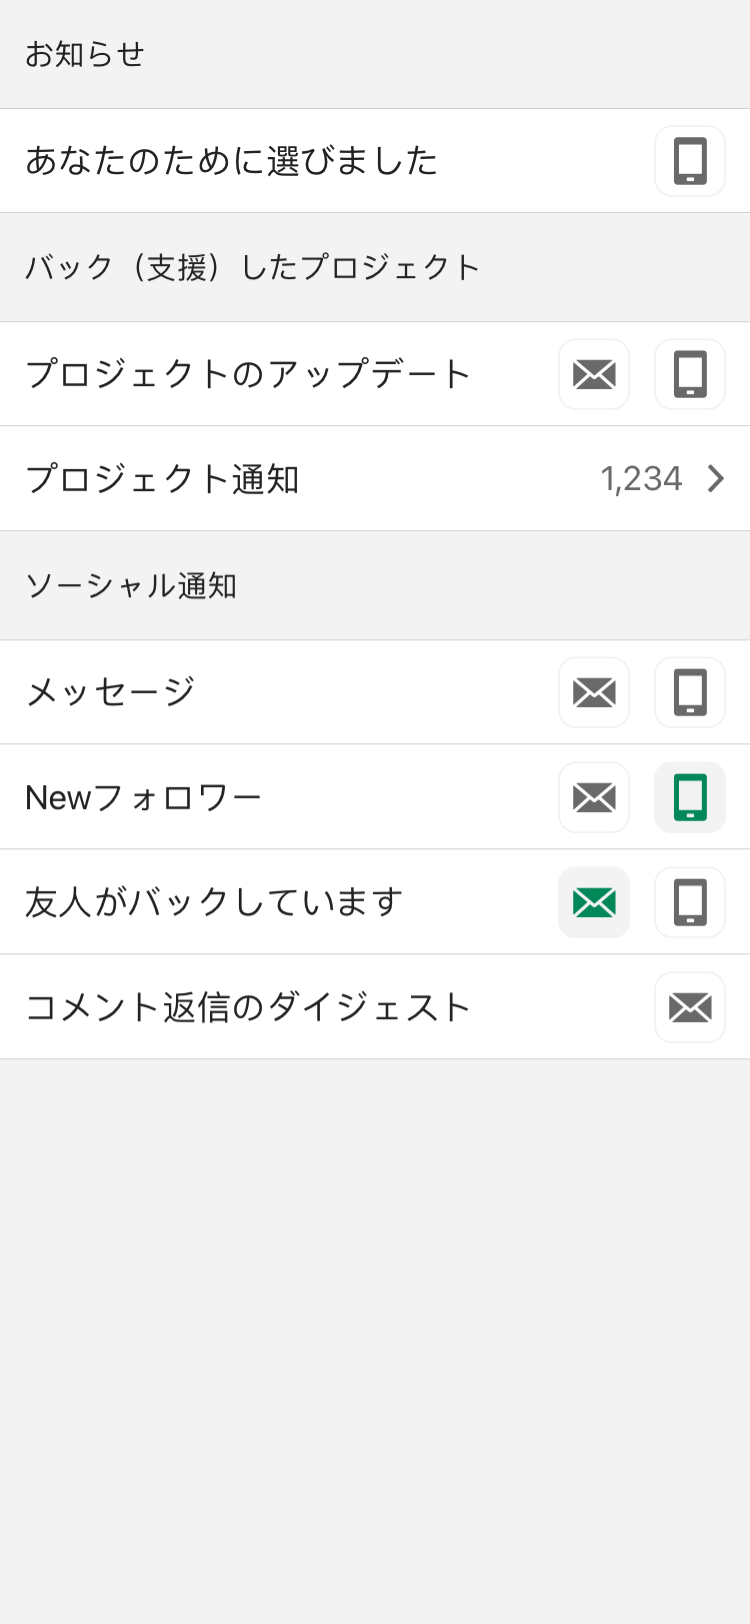 お知らせ
あなたのために選びました
バック（支援）したプロジェクト
プロジェクトのアップデート
プロジェクト通知 1,234
ソーシャル通知
メッセージ
Newフォロワー
友人がバックしています
コメント返信のダイジェスト